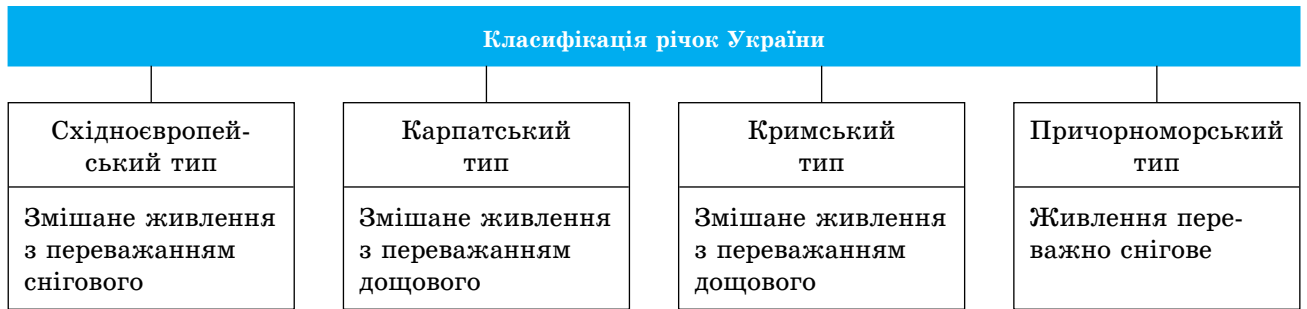 Класифікація річок України
Східноєвропей-
ський тип
Змішане живлення
з переважанням
снігового
Карпатський
тип
Змішане живлення
з переважанням
дощового
Кримський
тип
Змішане живлення
з переважанням
дощового
Причорноморський
тип
Живлення пере-
важно снігове